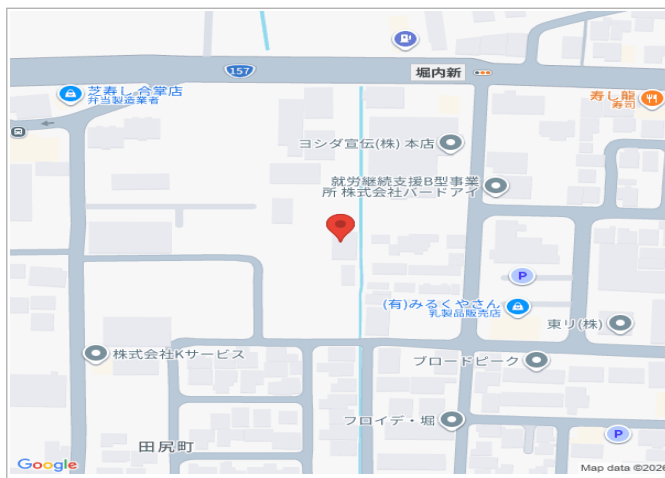 157
堀内新
芝寿し 合掌店
弁当製造業者
寿し龍
寿司
ヨシダ宣伝(株) 本店
就労継続支援B型事業
所 株式会社バードアイ
P
(有)みるくやさん
乳製品販売店
東リ(株)
株式会社Kサービス
ブロードピーク
フロイデ・堀
P
田尻町
Google
Map data ©2026